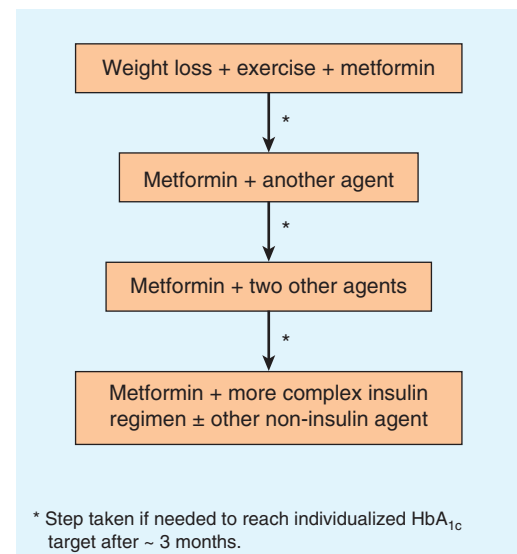 Weight loss + exercise + metformin
*
Metformin + another agent
*
Metformin + two other agents
*
Metformin + more complex insulin
regimen ± other non-insulin agent
* Step taken if needed to reach individualized HbA1c
target after ~ 3 months.